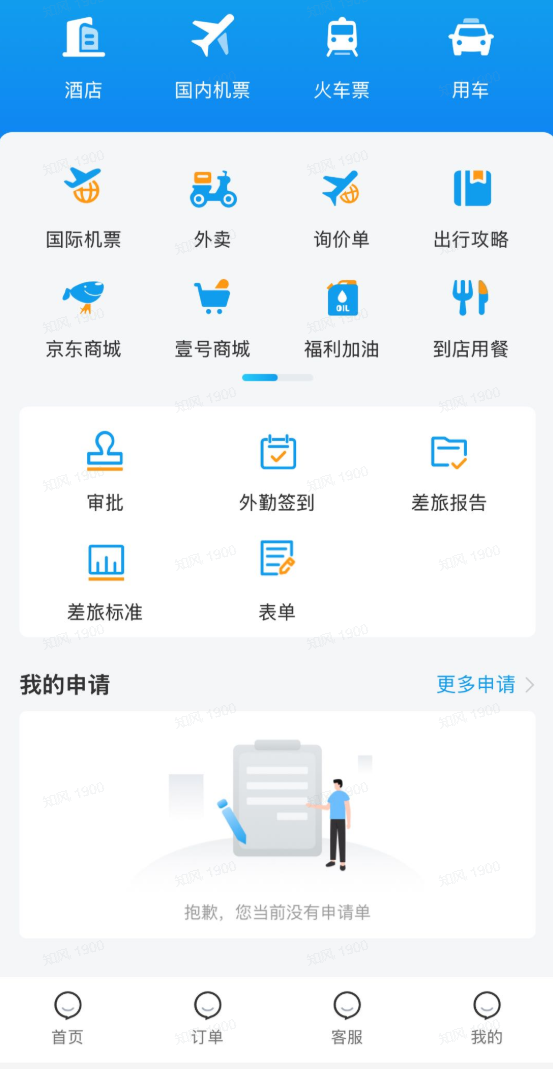 酒店 国内机票 火车票 用车
国际机票 外卖 询价单 出行攻略
京东商城 壹号商城 福利加油 到店用餐
OIL
审批 外勤签到 差旅报告
差旅标准 表单
我的申请 更多申请
抱歉，您当前没有申请单
首页 订单 客服 我的
知风 1900